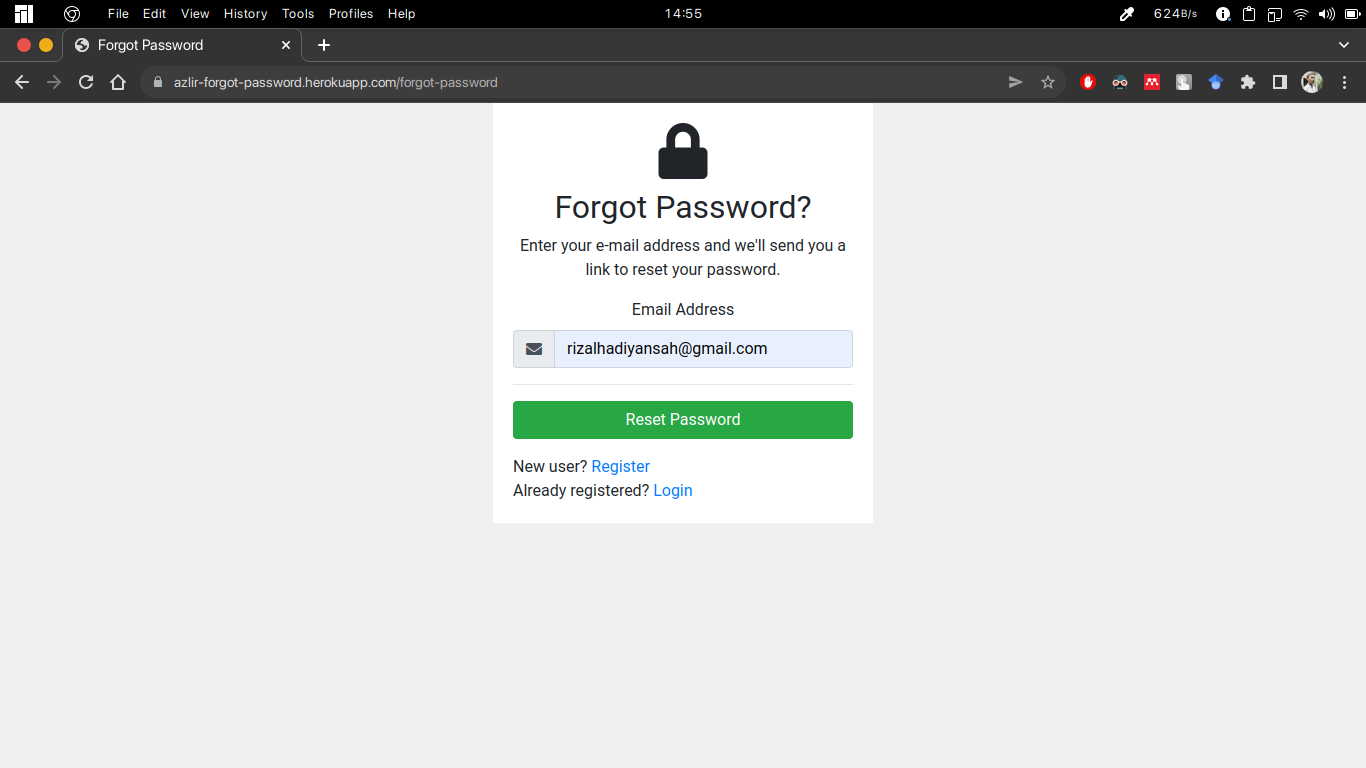 File Edit View History Tools Profiles Help 14:55 624B/s
Forgot Password
azlir-forgot-password.herokuapp.com/forgot-password
Forgot Password?
Enter your e-mail address and we'll send you a
link to reset your password.
Email Address
rizalhadiyansah@gmail.com
Reset Password
New user? Register
Already registered? Login